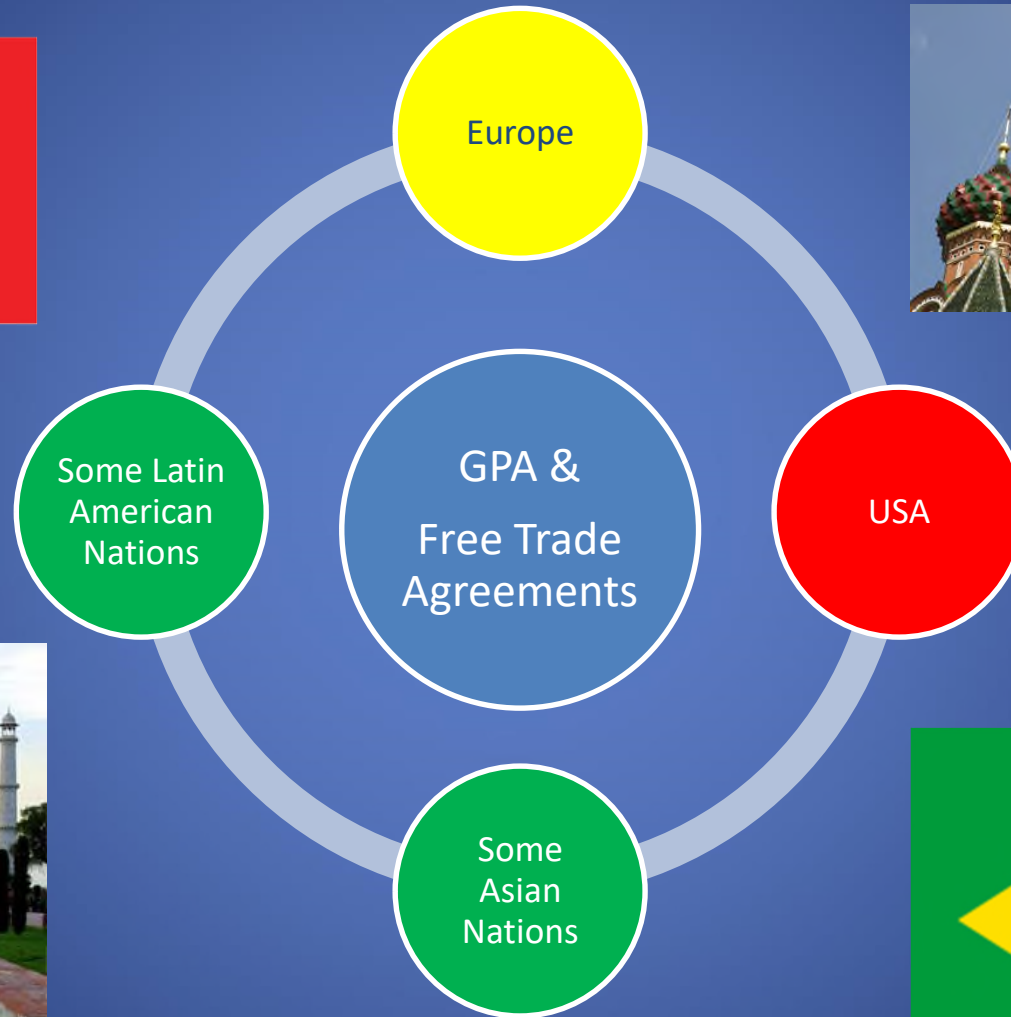 Europe
Some Latin
American
Nations
GPA &
Free Trade
Agreements
USA
Some
Asian
Nations